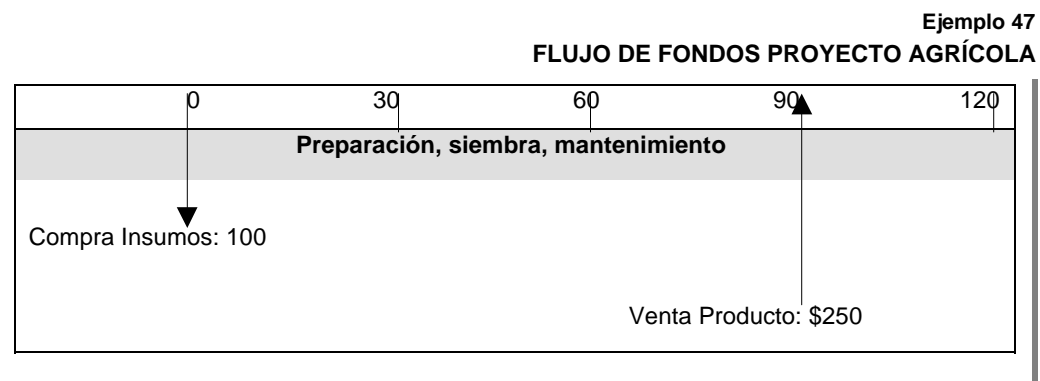 Ejemplo 47
FLUJO DE FONDOS PROYECTO AGRÍCOLA
0 30 60 90 120
Preparación, siembra, mantenimiento
Compra Insumos: 100
Venta Producto: $250